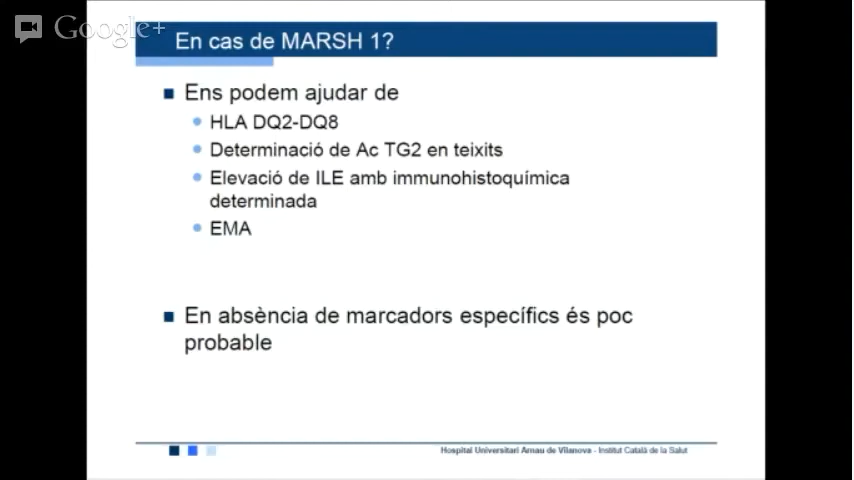 Google+
En cas de MARSH 1?
Ens podem ajudar de
HLA DQ2-DQ8
Determinació de Ac TG2 en teixits
Elevació de ILE amb immunohistoquímica
determinada
EMA
En absència de marcadors específics és poc
probable
Hospital Universitari Arnau de Vilanova - Institut Català de la Salut